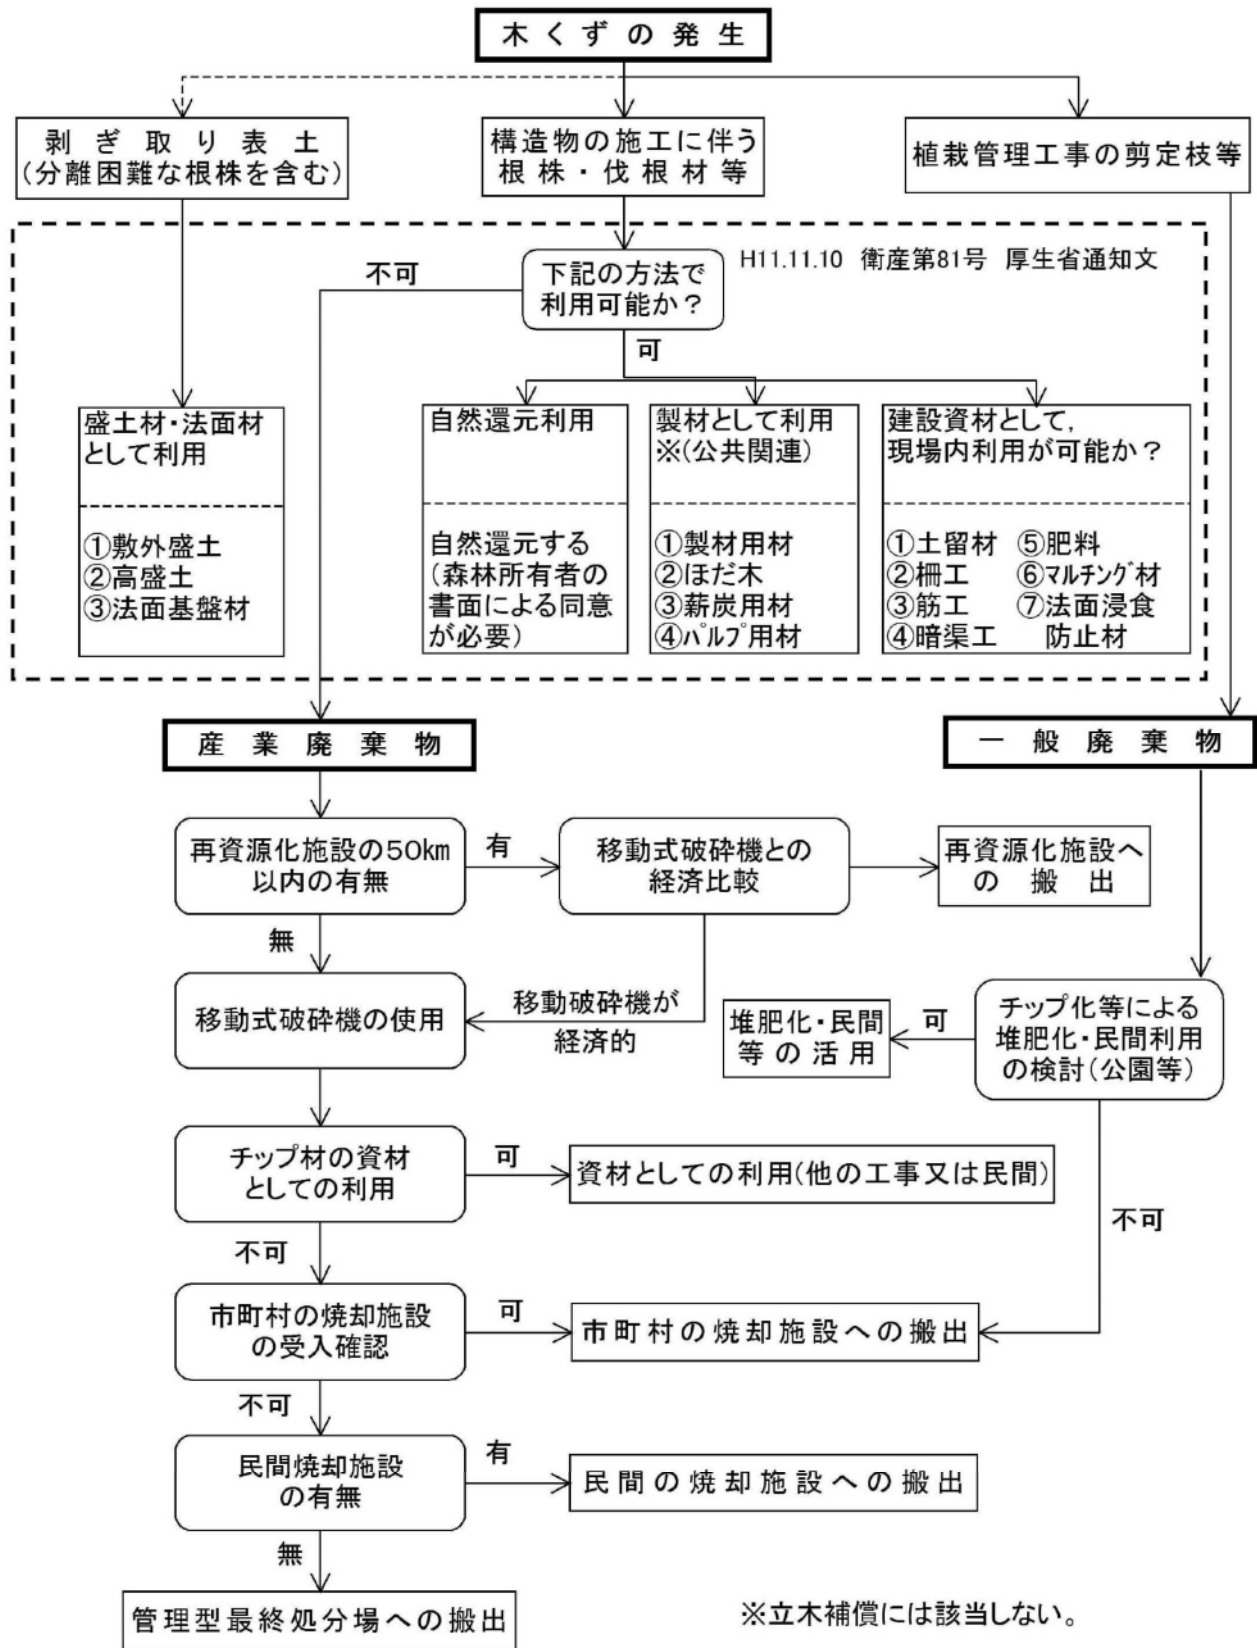 木くずの発生
剥ぎ取り表土
(分離困難な根株を含む)
構造物の施工に伴う
根株・伐根材等
植栽管理工事の剪定枝等
H11.11.10 衛産第81号 厚生省通知文
下記の方法で
利用可能か?
不可
可
盛土材・法面材
として利用
①敷外盛土
②高盛土
③法面基盤材
自然還元利用
自然還元する
(森林所有者の
書面による同意
が必要)
製材として利用
※(公共関連)
①製材用材
②ほだ木
③薪炭用材
④パルプ用材
建設資材として,
現場内利用が可能か?
①土留材 ⑤肥料
②柵工 ⑥マルチング材
③筋工 ⑦法面浸食
④暗渠工 防止材
産業廃棄物
一般廃棄物
再資源化施設の50km
以内の有無
有
移動式破砕機との
経済比較
再資源化施設へ
の搬出
無
移動式破砕機の使用
移動破砕機が
経済的
堆肥化・民間
等の活用
可
チップ化等による
堆肥化・民間利用
の検討(公園等)
チップ材の資材
としての利用
可
資材としての利用(他の工事又は民間)
不可
不可
市町村の焼却施設
の受入確認
可
市町村の焼却施設への搬出
不可
民間焼却施設
の有無
有
民間の焼却施設への搬出
無
管理型最終処分場への搬出
※立木補償には該当しない。